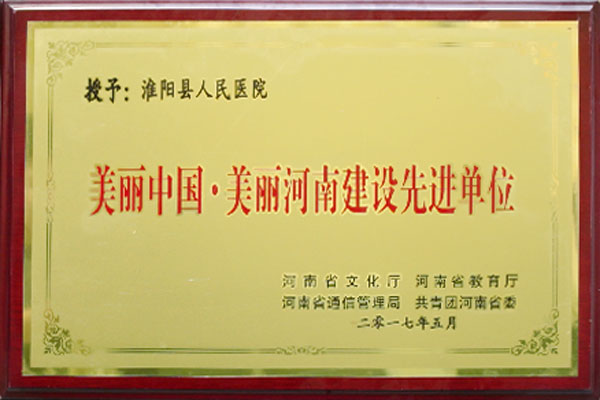 授予：淮阳县人民医院
美丽中国·美丽河南建设先进单位
河南省文化厅 河南省教育厅
河南省通信管理局 共青团河南省委
二零一七年五月